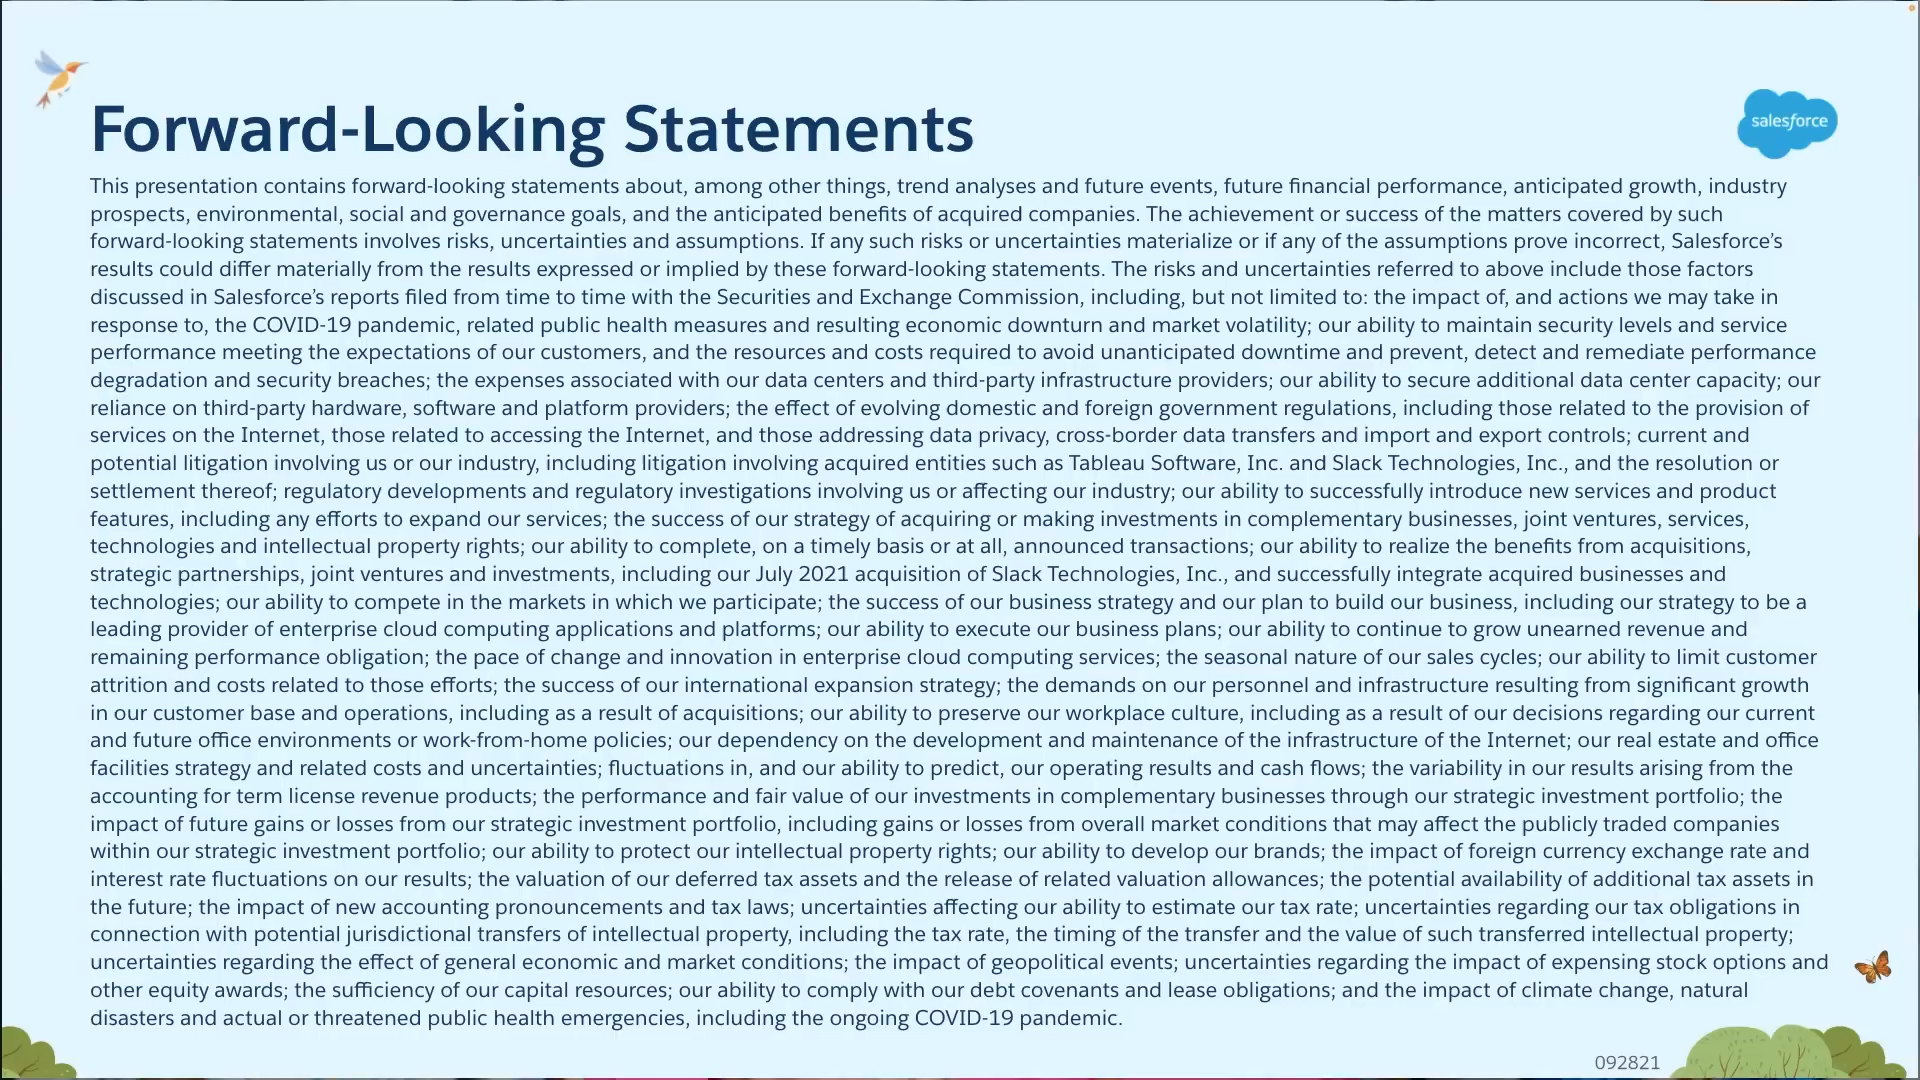 Forward-Looking Statements
salesforce
This presentation contains forward-looking statements about, among other things, trend analyses and future events, future financial performance, anticipated growth, industry
prospects, environmental, social and governance goals, and the anticipated benefits of acquired companies. The achievement or success of the matters covered by such
forward-looking statements involves risks, uncertainties and assumptions. If any such risks or uncertainties materialize or if any of the assumptions prove incorrect, Salesforce’s
results could differ materially from the results expressed or implied by these forward-looking statements. The risks and uncertainties referred to above include those factors
discussed in Salesforce’s reports filed from time to time with the Securities and Exchange Commission, including, but not limited to: the impact of, and actions we may take in
response to, the COVID-19 pandemic, related public health measures and resulting economic downturn and market volatility; our ability to maintain security levels and service
performance meeting the expectations of our customers, and the resources and costs required to avoid unanticipated downtime and prevent, detect and remediate performance
degradation and security breaches; the expenses associated with our data centers and third-party infrastructure providers; our ability to secure additional data center capacity; our
reliance on third-party hardware, software and platform providers; the effect of evolving domestic and foreign government regulations, including those related to the provision of
services on the Internet, those related to accessing the Internet, and those addressing data privacy, cross-border data transfers and import and export controls; current and
potential litigation involving us or our industry, including litigation involving acquired entities such as Tableau Software, Inc. and Slack Technologies, Inc., and the resolution or
settlement thereof; regulatory developments and regulatory investigations involving us or affecting our industry; our ability to successfully introduce new services and product
features, including any efforts to expand our services; the success of our strategy of acquiring or making investments in complementary businesses, joint ventures, services,
technologies and intellectual property rights; our ability to complete, on a timely basis or at all, announced transactions; our ability to realize the benefits from acquisitions,
strategic partnerships, joint ventures and investments, including our July 2021 acquisition of Slack Technologies, Inc., and successfully integrate acquired businesses and
technologies; our ability to compete in the markets in which we participate; the success of our business strategy and our plan to build our business, including our strategy to be a
leading provider of enterprise cloud computing applications and platforms; our ability to execute our business plans; our ability to continue to grow unearned revenue and
remaining performance obligation; the pace of change and innovation in enterprise cloud computing services; the seasonal nature of our sales cycles; our ability to limit customer
attrition and costs related to those efforts; the success of our international expansion strategy; the demands on our personnel and infrastructure resulting from significant growth
in our customer base and operations, including as a result of acquisitions; our ability to preserve our workplace culture, including as a result of our decisions regarding our current
and future office environments or work-from-home policies; our dependency on the development and maintenance of the infrastructure of the Internet; our real estate and office
facilities strategy and related costs and uncertainties; fluctuations in, and our ability to predict, our operating results and cash flows; the variability in our results arising from the
accounting for term license revenue products; the performance and fair value of our investments in complementary businesses through our strategic investment portfolio; the
impact of future gains or losses from our strategic investment portfolio, including gains or losses from overall market conditions that may affect the publicly traded companies
within our strategic investment portfolio; our ability to protect our intellectual property rights; our ability to develop our brands; the impact of foreign currency exchange rate and
interest rate fluctuations on our results; the valuation of our deferred tax assets and the release of related valuation allowances; the potential availability of additional tax assets in
the future; the impact of new accounting pronouncements and tax laws; uncertainties affecting our ability to estimate our tax rate; uncertainties regarding our tax obligations in
connection with potential jurisdictional transfers of intellectual property, including the tax rate, the timing of the transfer and the value of such transferred intellectual property;
uncertainties regarding the effect of general economic and market conditions; the impact of geopolitical events; uncertainties regarding the impact of expensing stock options and
other equity awards; the sufficiency of our capital resources; our ability to comply with our debt covenants and lease obligations; and the impact of climate change, natural
disasters and actual or threatened public health emergencies, including the ongoing COVID-19 pandemic.
092821